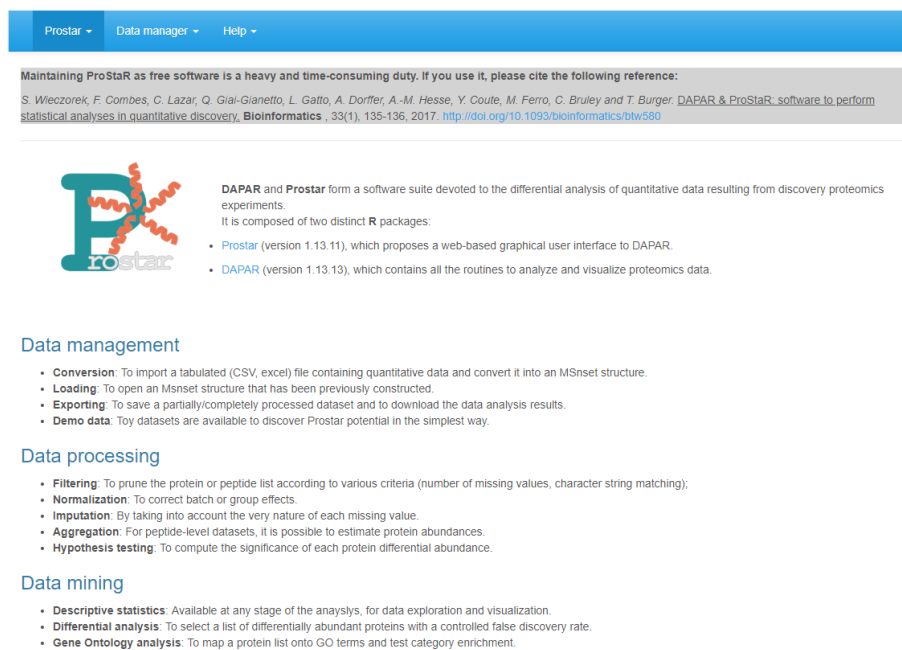 Prostar Data manager Help
Maintaining ProStaR as free software is a heavy and time-consuming duty. If you use it, please cite the following reference:
S. Wieczorek, F. Combes, C. Lazar, Q. Giai-Gianetto, L. Gatto, A. Dorffer, A.-M. Hesse, Y. Coute, M. Ferro, C. Bruley and T. Burger. DAPAR & ProStaR: software to perform
statistical analyses in quantitative discovery. Bioinformatics , 33(1), 135-136, 2017. http://doi.org/10.1093/bioinformatics/btw580
Prostar
DAPAR and Prostar form a software suite devoted to the differential analysis of quantitative data resulting from discovery proteomics
experiments.
It is composed of two distinct R packages:
• Prostar (version 1.13.11), which proposes a web-based graphical user interface to DAPAR.
• DAPAR (version 1.13.13), which contains all the routines to analyze and visualize proteomics data.
Data management
• Conversion: To import a tabulated (CSV, excel) file containing quantitative data and convert it into an MSnset structure.
• Loading: To open an Msnset structure that has been previously constructed.
• Exporting: To save a partially/completely processed dataset and to download the data analysis results.
• Demo data: Toy datasets are available to discover Prostar potential in the simplest way.
Data processing
• Filtering: To prune the protein or peptide list according to various criteria (number of missing values, character string matching);
• Normalization: To correct batch or group effects.
• Imputation: By taking into account the very nature of each missing value.
• Aggregation: For peptide-level datasets, it is possible to estimate protein abundances.
• Hypothesis testing: To compute the significance of each protein differential abundance.
Data mining
• Descriptive statistics: Available at any stage of the anayslys, for data exploration and visualization.
• Differential analysis: To select a list of differentially abundant proteins with a controlled false discovery rate.
• Gene Ontology analysis: To map a protein list onto GO terms and test category enrichment.